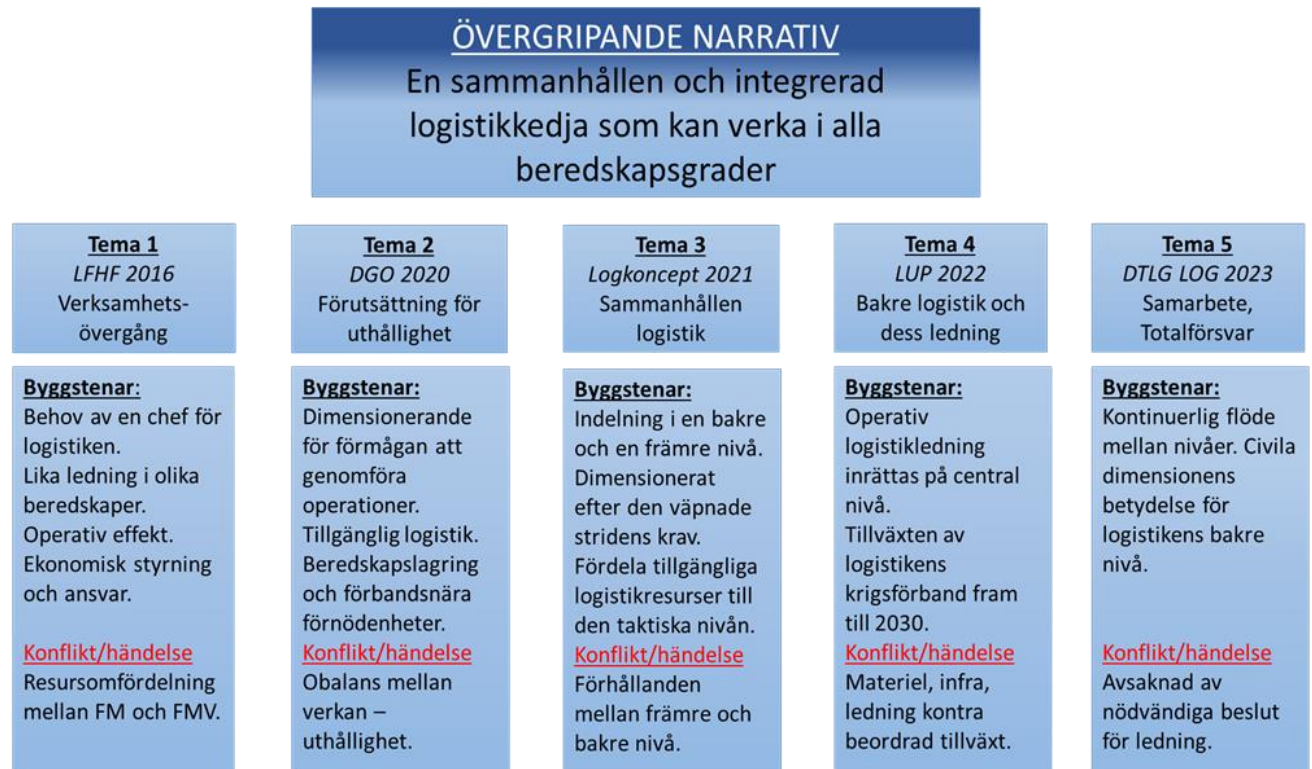 ÖVERGRIPANDE NARRATIV
En sammanhållen och integrerad
logistikkedja som kan verka i alla
beredskapsgrader
Tema 1
LFHF 2016
Verksamhets-
övergång
Byggstenar:
Behov av en chef för
logistiken.
Lika ledning i olika
beredskaper.
Operativ effekt.
Ekonomisk styrning
och ansvar.
Konflikt/händelse
Resursomfördelning
mellan FM och FMV.
Tema 2
DGO 2020
Förutsättning för
uthållighet
Byggstenar:
Dimensionerande
för förmågan att
genomföra
operationer.
Tillgänglig logistik.
Beredskapslagring
och förbandsnära
förnödenheter.
Konflikt/händelse
Obalans mellan
verkan –
uthållighet.
Tema 3
Logkoncept 2021
Sammanhållen
logistik
Byggstenar:
Indelning i en bakre
och en främre nivå.
Dimensionerat
efter den väpnade
stridens krav.
Fördela tillgängliga
logistikresurser till
den taktiska nivån.
Konflikt/händelse
Förhållanden
mellan främre och
bakre nivå.
Tema 4
LUP 2022
Bakre logistik och
dess ledning
Byggstenar:
Operativ
logistikledning
inrättas på central
nivå.
Tillväxten av
logistikens
krigsförband fram
till 2030.
Konflikt/händelse
Materiel, infra,
ledning kontra
beordrad tillväxt.
Tema 5
DTLG LOG 2023
Samarbete,
Totalförsvar
Byggstenar:
Kontinuerlig flöde
mellan nivåer. Civila
dimensionens
betydelse för
logistikens bakre
nivå.
Konflikt/händelse
Avsaknad av
nödvändiga beslut
för ledning.